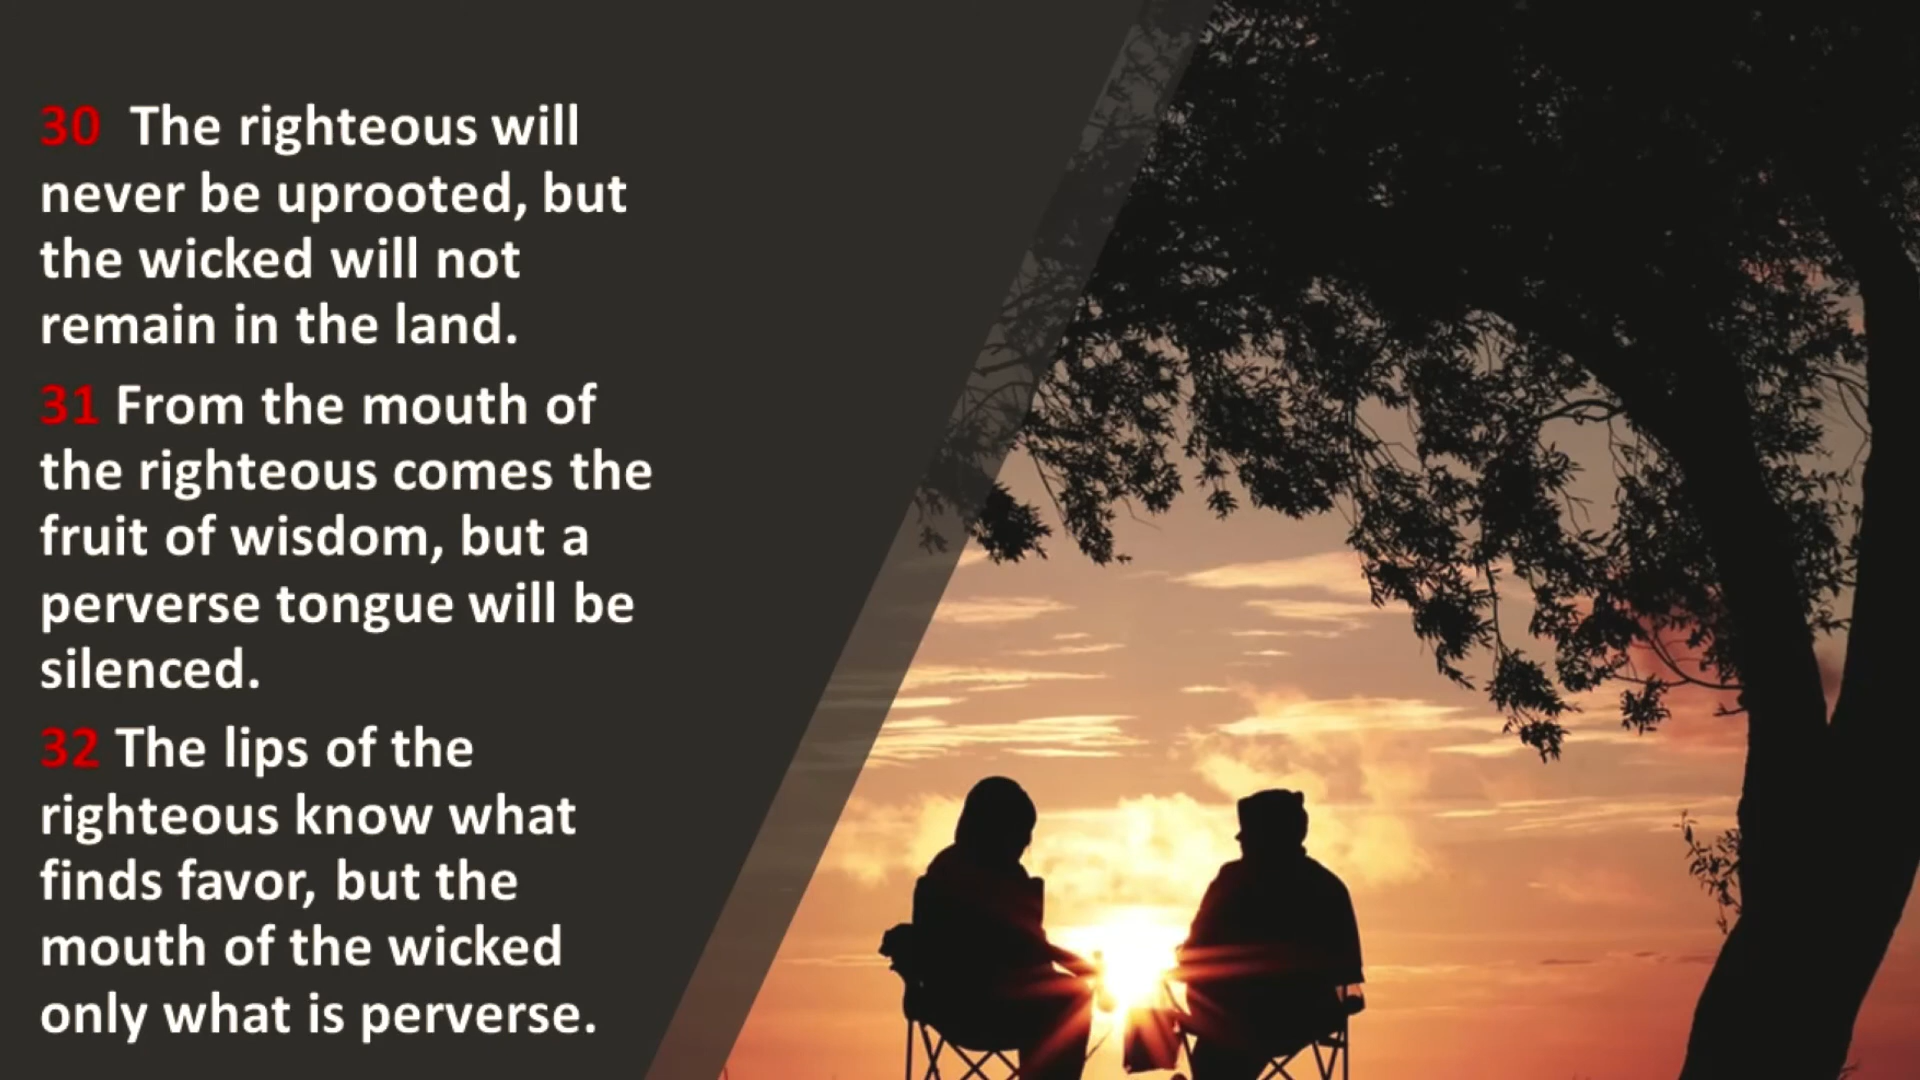 30 The righteous will
never be uprooted, but
the wicked will not
remain in the land.
31 From the mouth of
the righteous comes the
fruit of wisdom, but a
perverse tongue will be
silenced.
32 The lips of the
righteous know what
finds favor, but the
mouth of the wicked
only what is perverse.